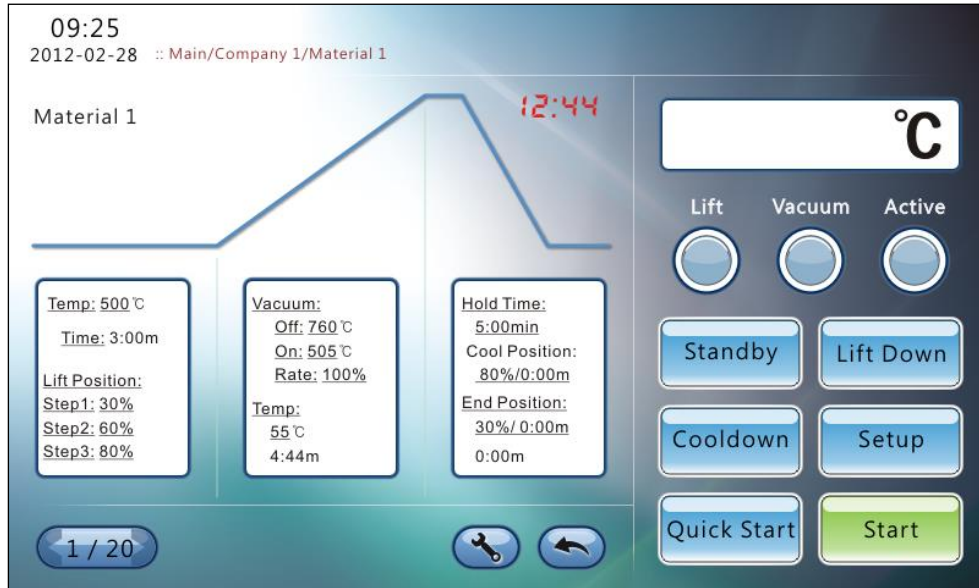 09:25
2012-02-28 :: Main/Company 1/Material 1
Material 1
12:44
Temp: 500℃
Time: 3:00m
Lift Position:
Step1: 30%
Step2: 60%
Step3: 80%
Vacuum:
Off: 760℃
On: 505℃
Rate: 100%
Temp:
55℃
4:44m
Hold Time:
5:00min
Cool Position:
80%/0:00m
End Position:
30%/ 0:00m
0:00m
1 / 20
℃
Lift Vacuum Active
Standby Lift Down
Cooldown Setup
Quick Start Start